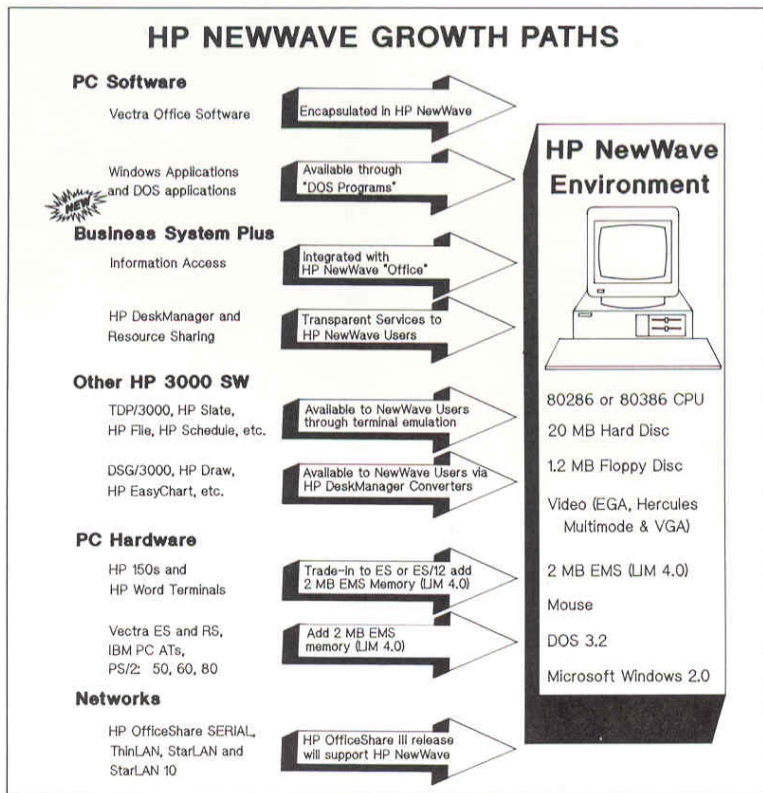 HP NEWWAVE GROWTH PATHS
PC Software
Vectra Office Software
Encapsulated in HP NewWave
Windows Applications
and DOS applications
Available through
"DOS Programs"
NEW
Business System Plus
Information Access
Integrated with
HP NewWave "Office"
HP DeskManager and
Resource Sharing
Transparent Services to
HP NewWave Users
Other HP 3000 SW
TDP/3000, HP Slate,
HP File, HP Schedule, etc.
Available to NewWave Users
through terminal emulation
DSG/3000, HP Draw,
HP EasyChart, etc.
Available to NewWave Users via
HP DeskManager Converters
PC Hardware
HP 150s and
HP Word Terminals
Trade-in to ES or ES/12 add
2 MB EMS Memory (LIM 4.0)
Vectra ES and RS,
IBM PC ATs,
PS/2: 50, 60, 80
Add 2 MB EMS
memory (LIM 4.0)
Networks
HP OfficeShare SERIAL,
ThinLAN, StarLAN and
StarLAN 10
HP OfficeShare III release
will support HP NewWave
HP NewWave
Environment
80286 or 80386 CPU
20 MB Hard Disc
1.2 MB Floppy Disc
Video (EGA, Hercules
Multimode & VGA)
2 MB EMS (LIM 4.0)
Mouse
DOS 3.2
Microsoft Windows 2.0